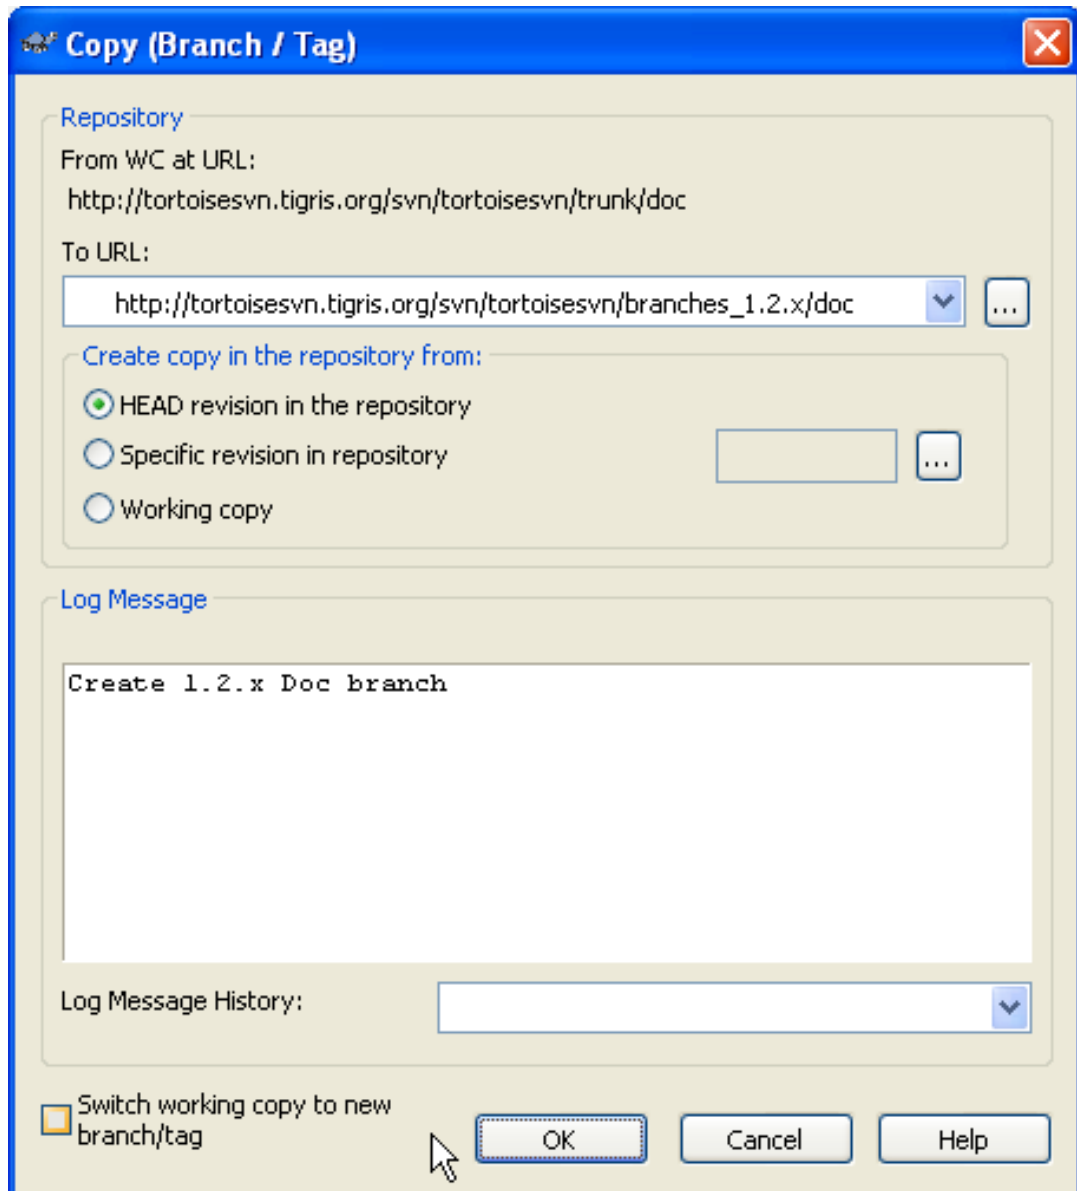 Copy (Branch / Tag)
Repository
From WC at URL:
http://tortoisesvn.tigris.org/svn/tortoisesvn/trunk/doc
To URL:
http://tortoisesvn.tigris.org/svn/tortoisesvn/branches_1.2.x/doc
...
Create copy in the repository from:
HEAD revision in the repository
Specific revision in repository
...
Working copy
Log Message
Create 1.2.x Doc branch
Log Message History:
Switch working copy to new
branch/tag
OK Cancel Help